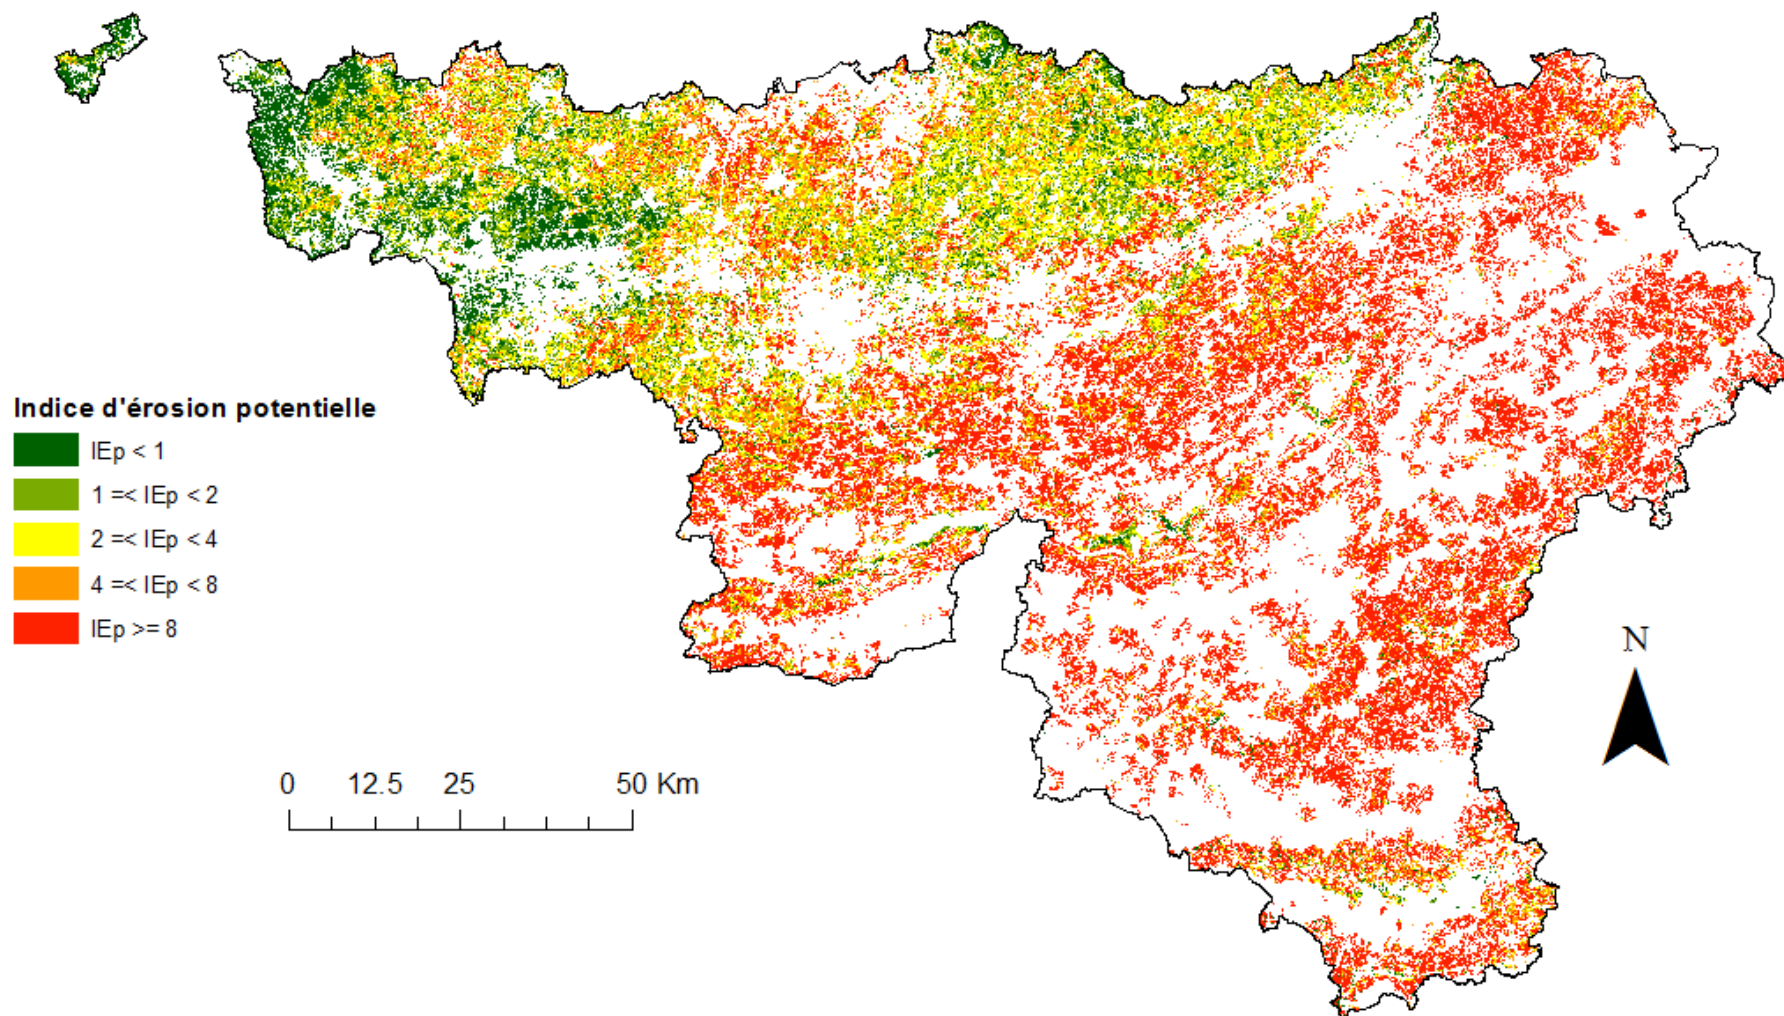 Indice d'érosion potentielle
IEp < 1
1 =< IEp < 2
2 =< IEp < 4
4 =< IEp < 8
IEp >= 8
N
0 12.5 25 50 Km